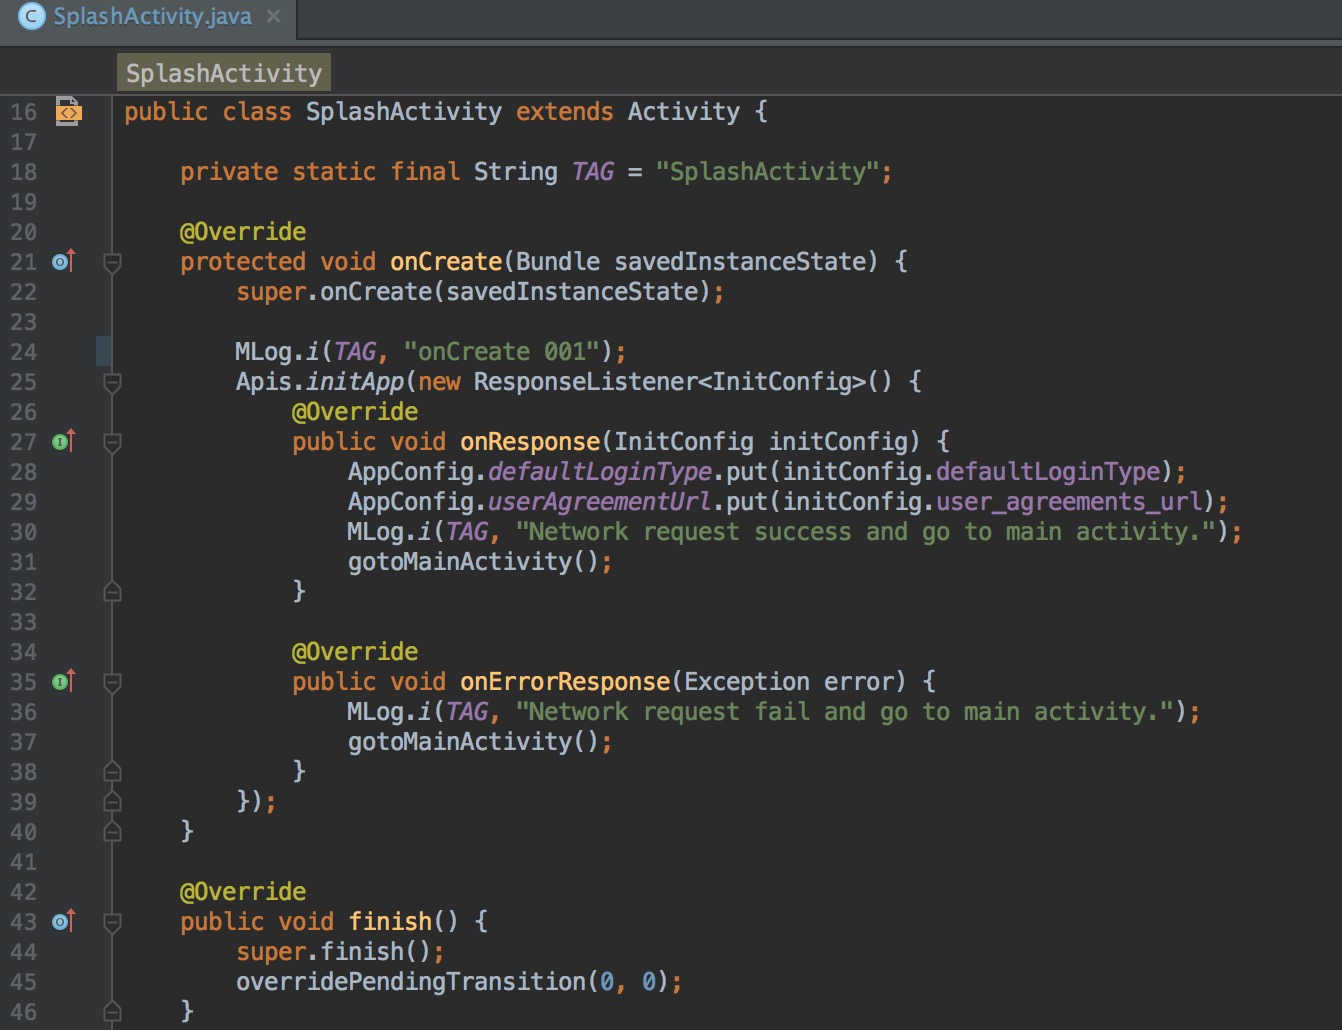 SplashActivity.java
SplashActivity
16 public class SplashActivity extends Activity {
17
18 private static final String TAG = "SplashActivity";
19
20 @Override
21 protected void onCreate(Bundle savedInstanceState) {
22 super.onCreate(savedInstanceState);
23
24 MLog.i(TAG, "onCreate 001");
25 Apis.initApp(new ResponseListener<InitConfig>() {
26 @Override
27 public void onResponse(InitConfig initConfig) {
28 AppConfig.defaultLoginType.put(initConfig.defaultLoginType);
29 AppConfig.userAgreementUrl.put(initConfig.user_agreements_url);
30 MLog.i(TAG, "Network request success and go to main activity.");
31 gotoMainActivity();
32 }
33
34 @Override
35 public void onErrorResponse(Exception error) {
36 MLog.i(TAG, "Network request fail and go to main activity.");
37 gotoMainActivity();
38 }
39 });
40 }
41
42 @Override
43 public void finish() {
44 super.finish();
45 overridePendingTransition(0, 0);
46 }